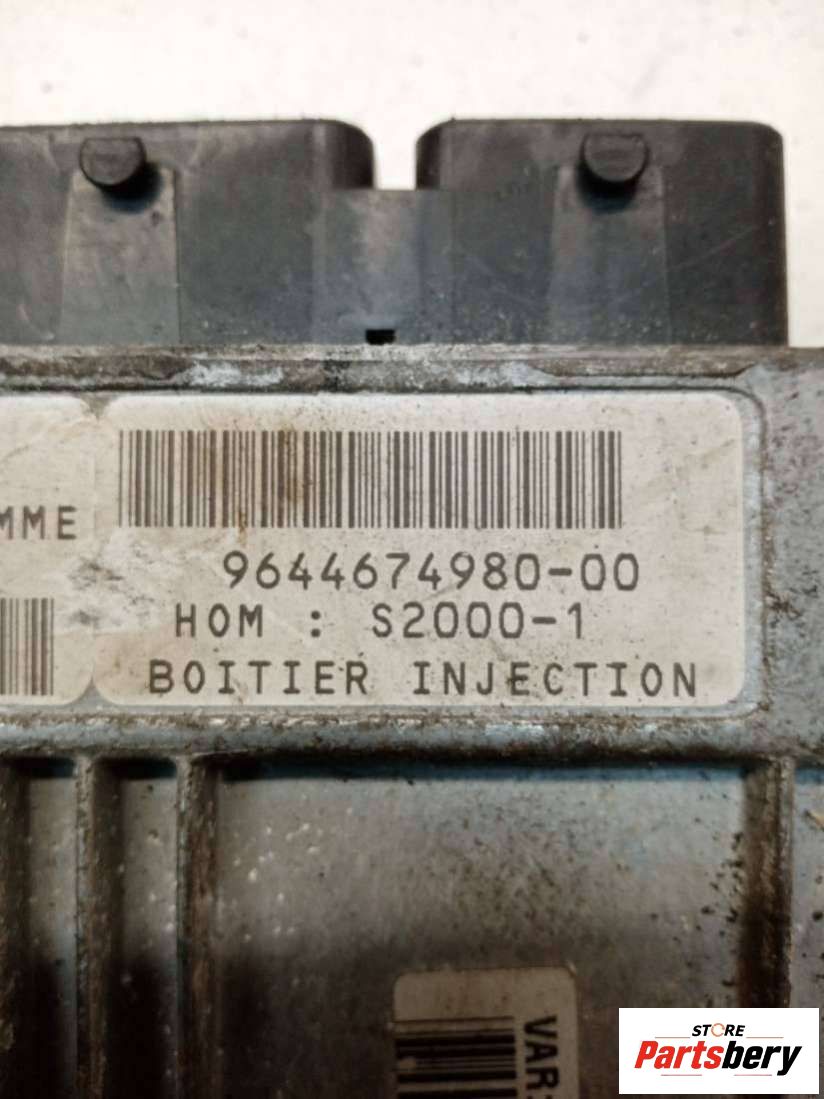 MME
9644674980-00
HOM : S2000-1
BOITIER INJECTION
VAR
STORE
Partsbery